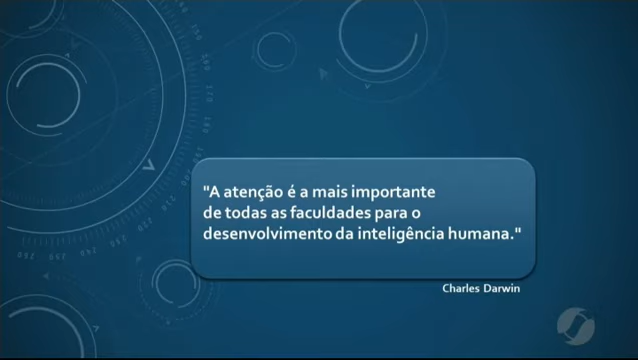 "A atenção é a mais importante
de todas as faculdades para o
desenvolvimento da inteligência humana."
Charles Darwin